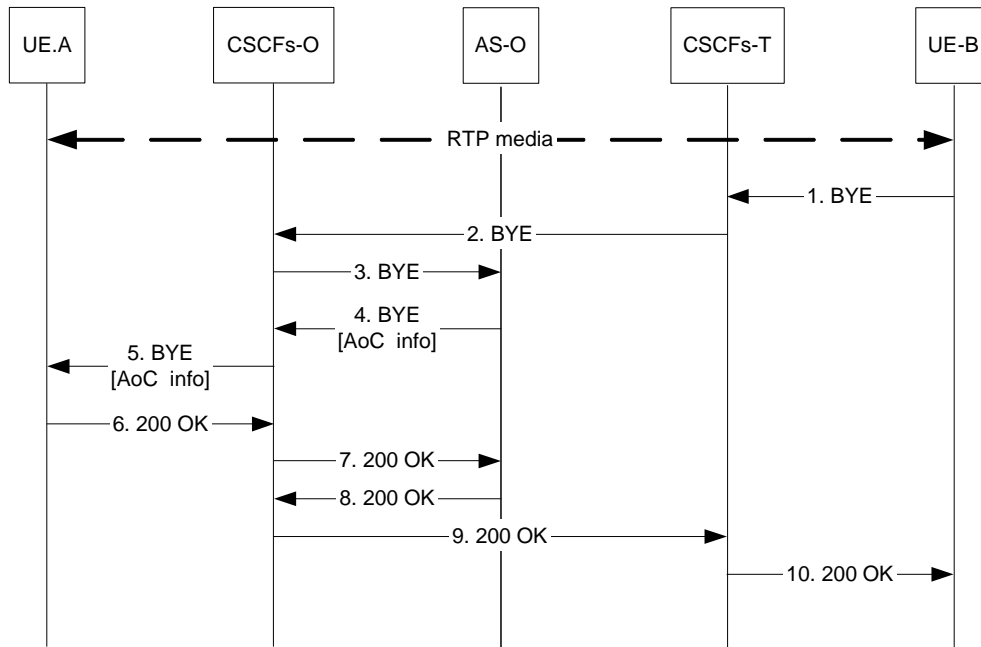 UE.A
CSCFs-O
AS-O
CSCFs-T
UE-B
RTP media
1. BYE
2. BYE
3. BYE
4. BYE
[AoC info]
5. BYE
[AoC info]
6. 200 OK
7. 200 OK
8. 200 OK
9. 200 OK
10. 200 OK